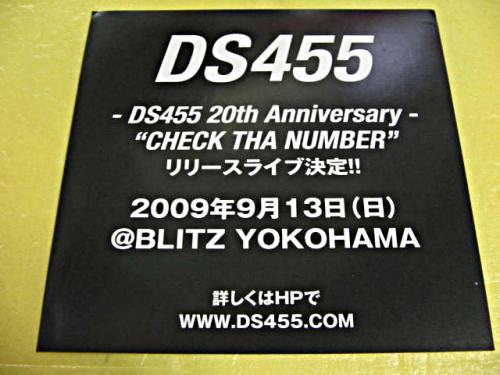 DS455
- DS455 20th Anniversary -
“CHECK THA NUMBER”
リリースライブ決定!!
2009年9月13日(日)
@BLITZ YOKOHAMA
詳しくはHPで
WWW.DS455.COM